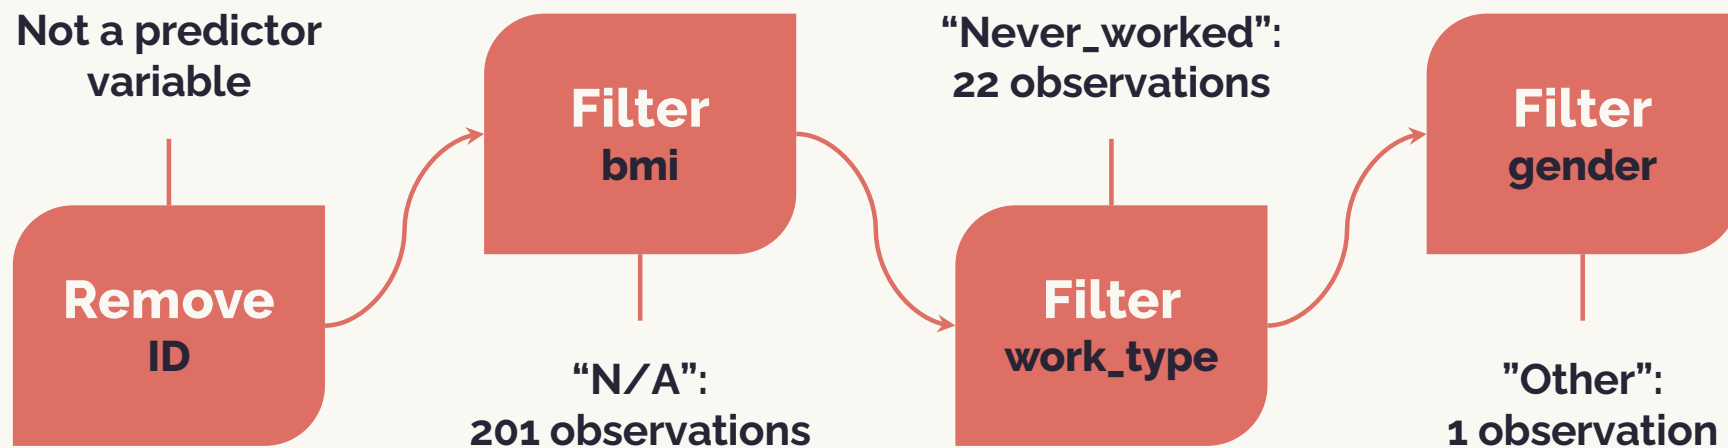 Not a predictor
variable
Remove
ID
Filter
bmi
“N/A”:
201 observations
“Never_worked”:
22 observations
Filter
work_type
Filter
gender
”Other”:
1 observation